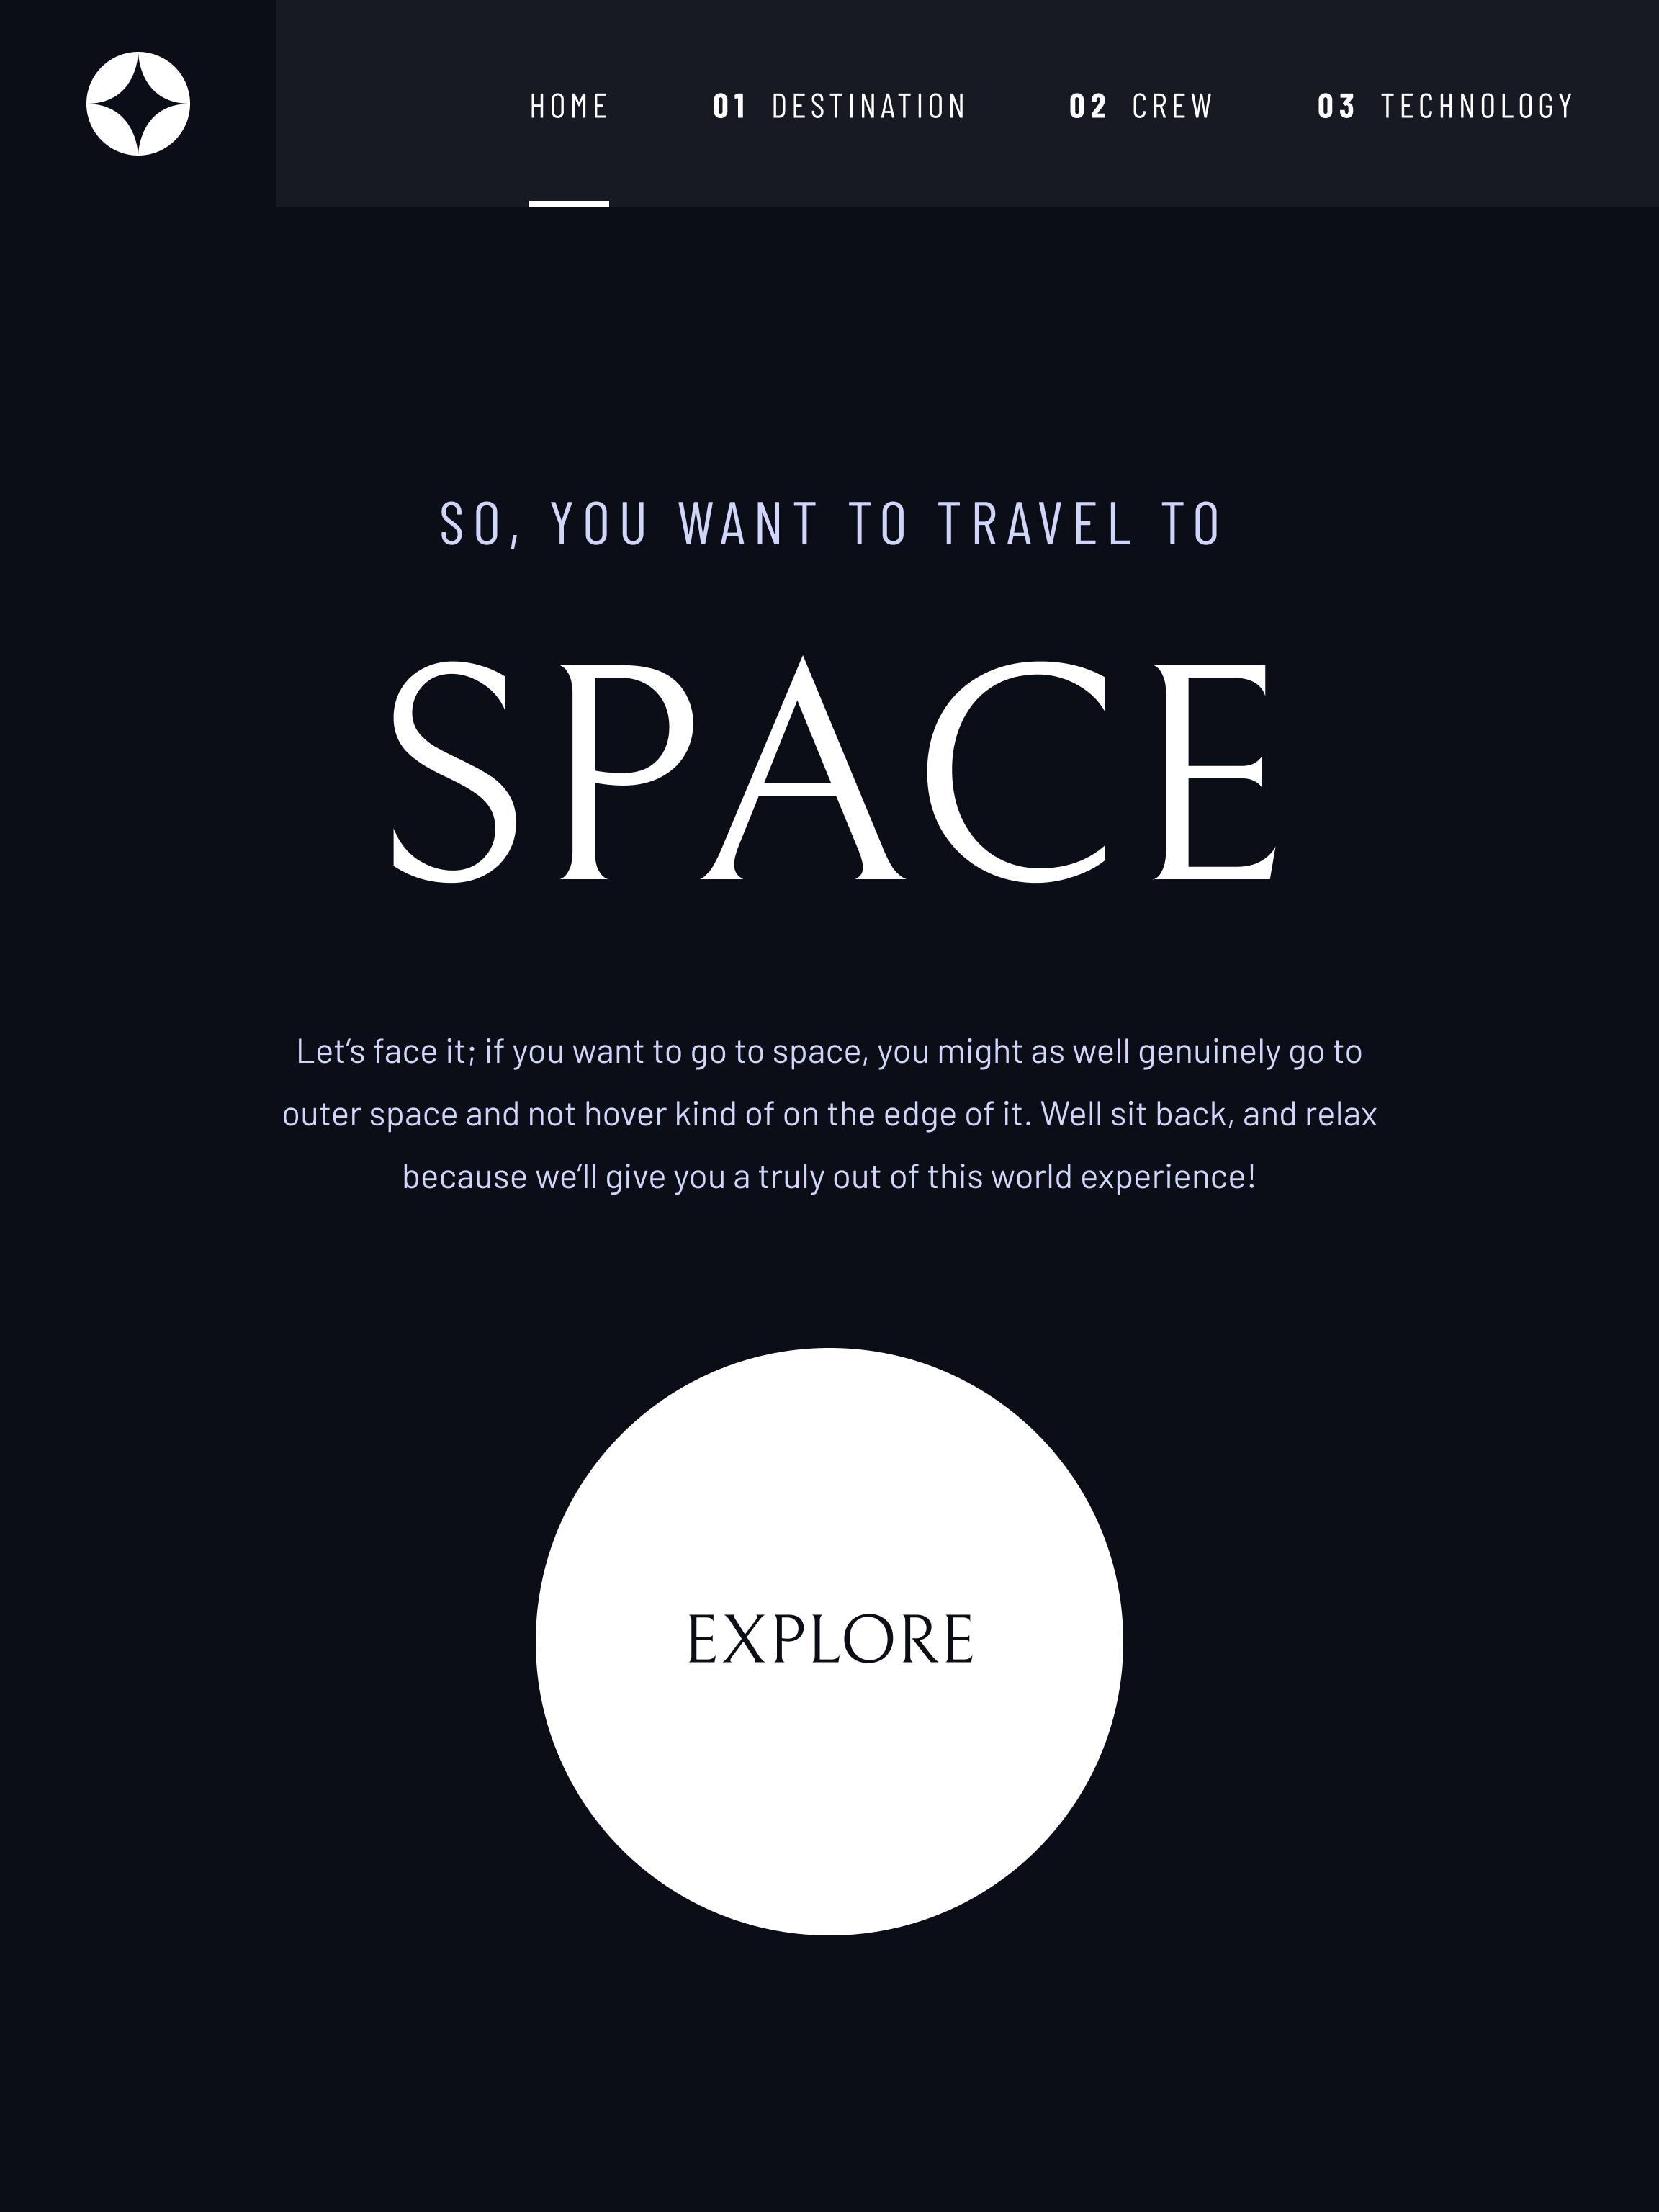 HOME 01 DESTINATION 02 CREW 03 TECHNOLOGY
SO, YOU WANT TO TRAVEL TO
SPACE
Let’s face it; if you want to go to space, you might as well genuinely go to
outer space and not hover kind of on the edge of it. Well sit back, and relax
because we’ll give you a truly out of this world experience!
EXPLORE